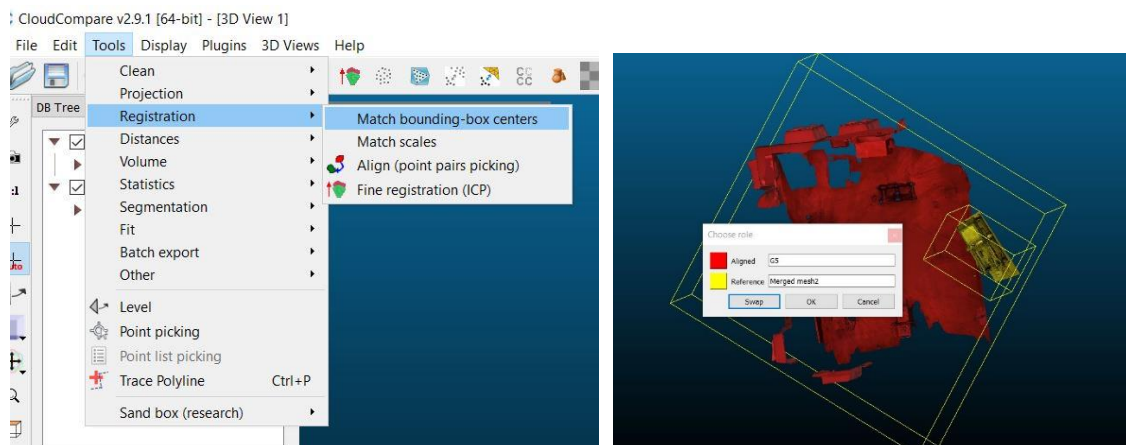 CloudCompare v2.9.1 [64-bit] - [3D View 1]
File Edit Tools Display Plugins 3D Views Help
DB Tree
Clean
Projection
Registration
Distances
Volume
Statistics
Segmentation
Fit
Batch export
Other
Level
Point picking
Point list picking
Trace Polyline Ctrl+P
Sand box (research)
Match bounding-box centers
Match scales
Align (point pairs picking)
Fine registration (ICP)
CC
Choose role
Aligned G5
Reference Merged mesh2
Swap OK Cancel